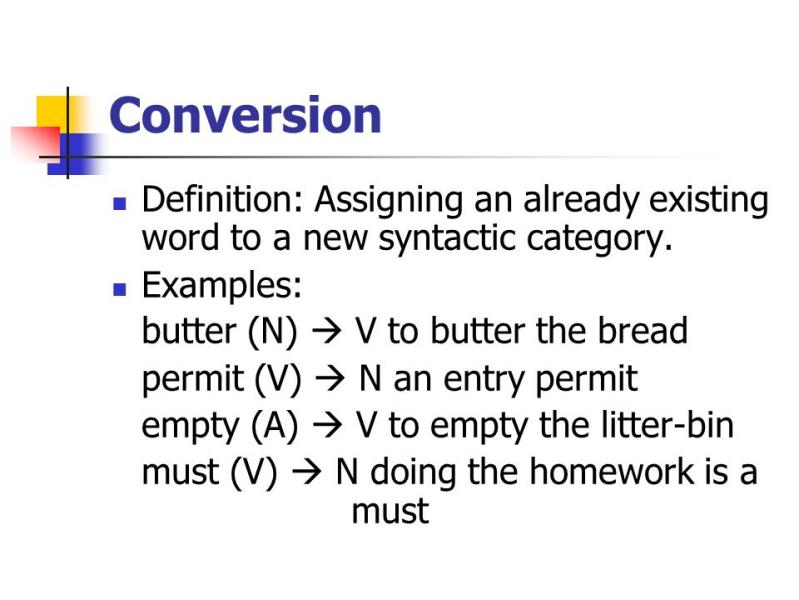 Conversion
Definition: Assigning an already existing
word to a new syntactic category.
Examples:
butter (N) → V to butter the bread
permit (V) → N an entry permit
empty (A) → V to empty the litter-bin
must (V) → N doing the homework is a
must